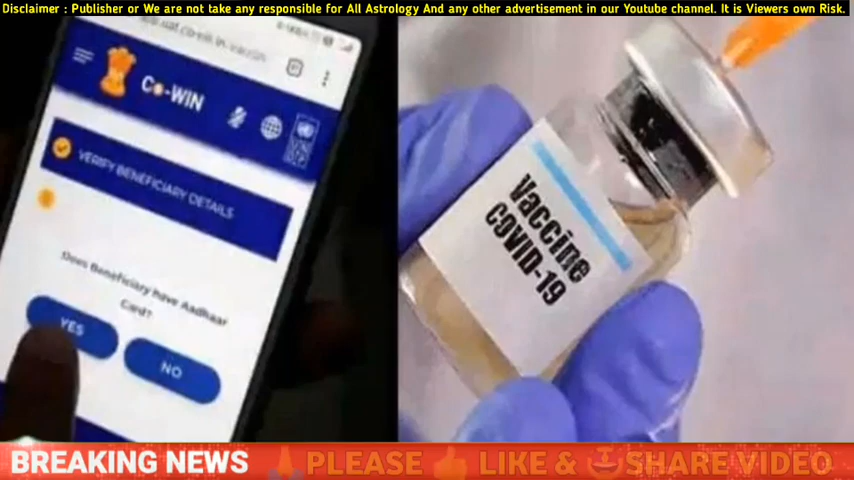 Disclaimer : Publisher or We are not take any responsible for All Astrology And any other advertisement in our Youtube channel. It is Viewers own Risk.
Co-WIN
VERIFY BENEFICIARY DETAILS
Does Beneficiary have Aadhaar
Card?
YES
NO
Vaccine
COVID-19
BREAKING NEWS
PLEASE LIKE & SHARE VIDEO